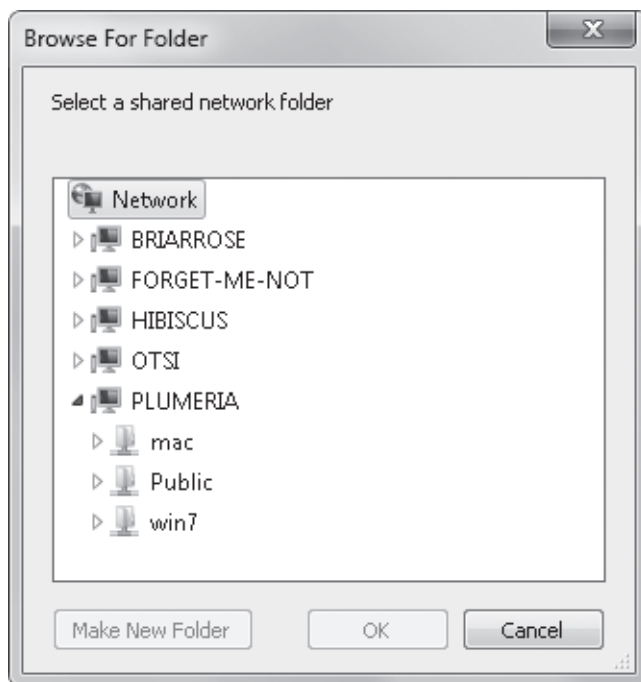 Browse For Folder
Select a shared network folder
Network
BRIARROSE
FORGET-ME-NOT
HIBISCUS
OTSI
PLUMERIA
mac
Public
win7
Make New Folder OK Cancel